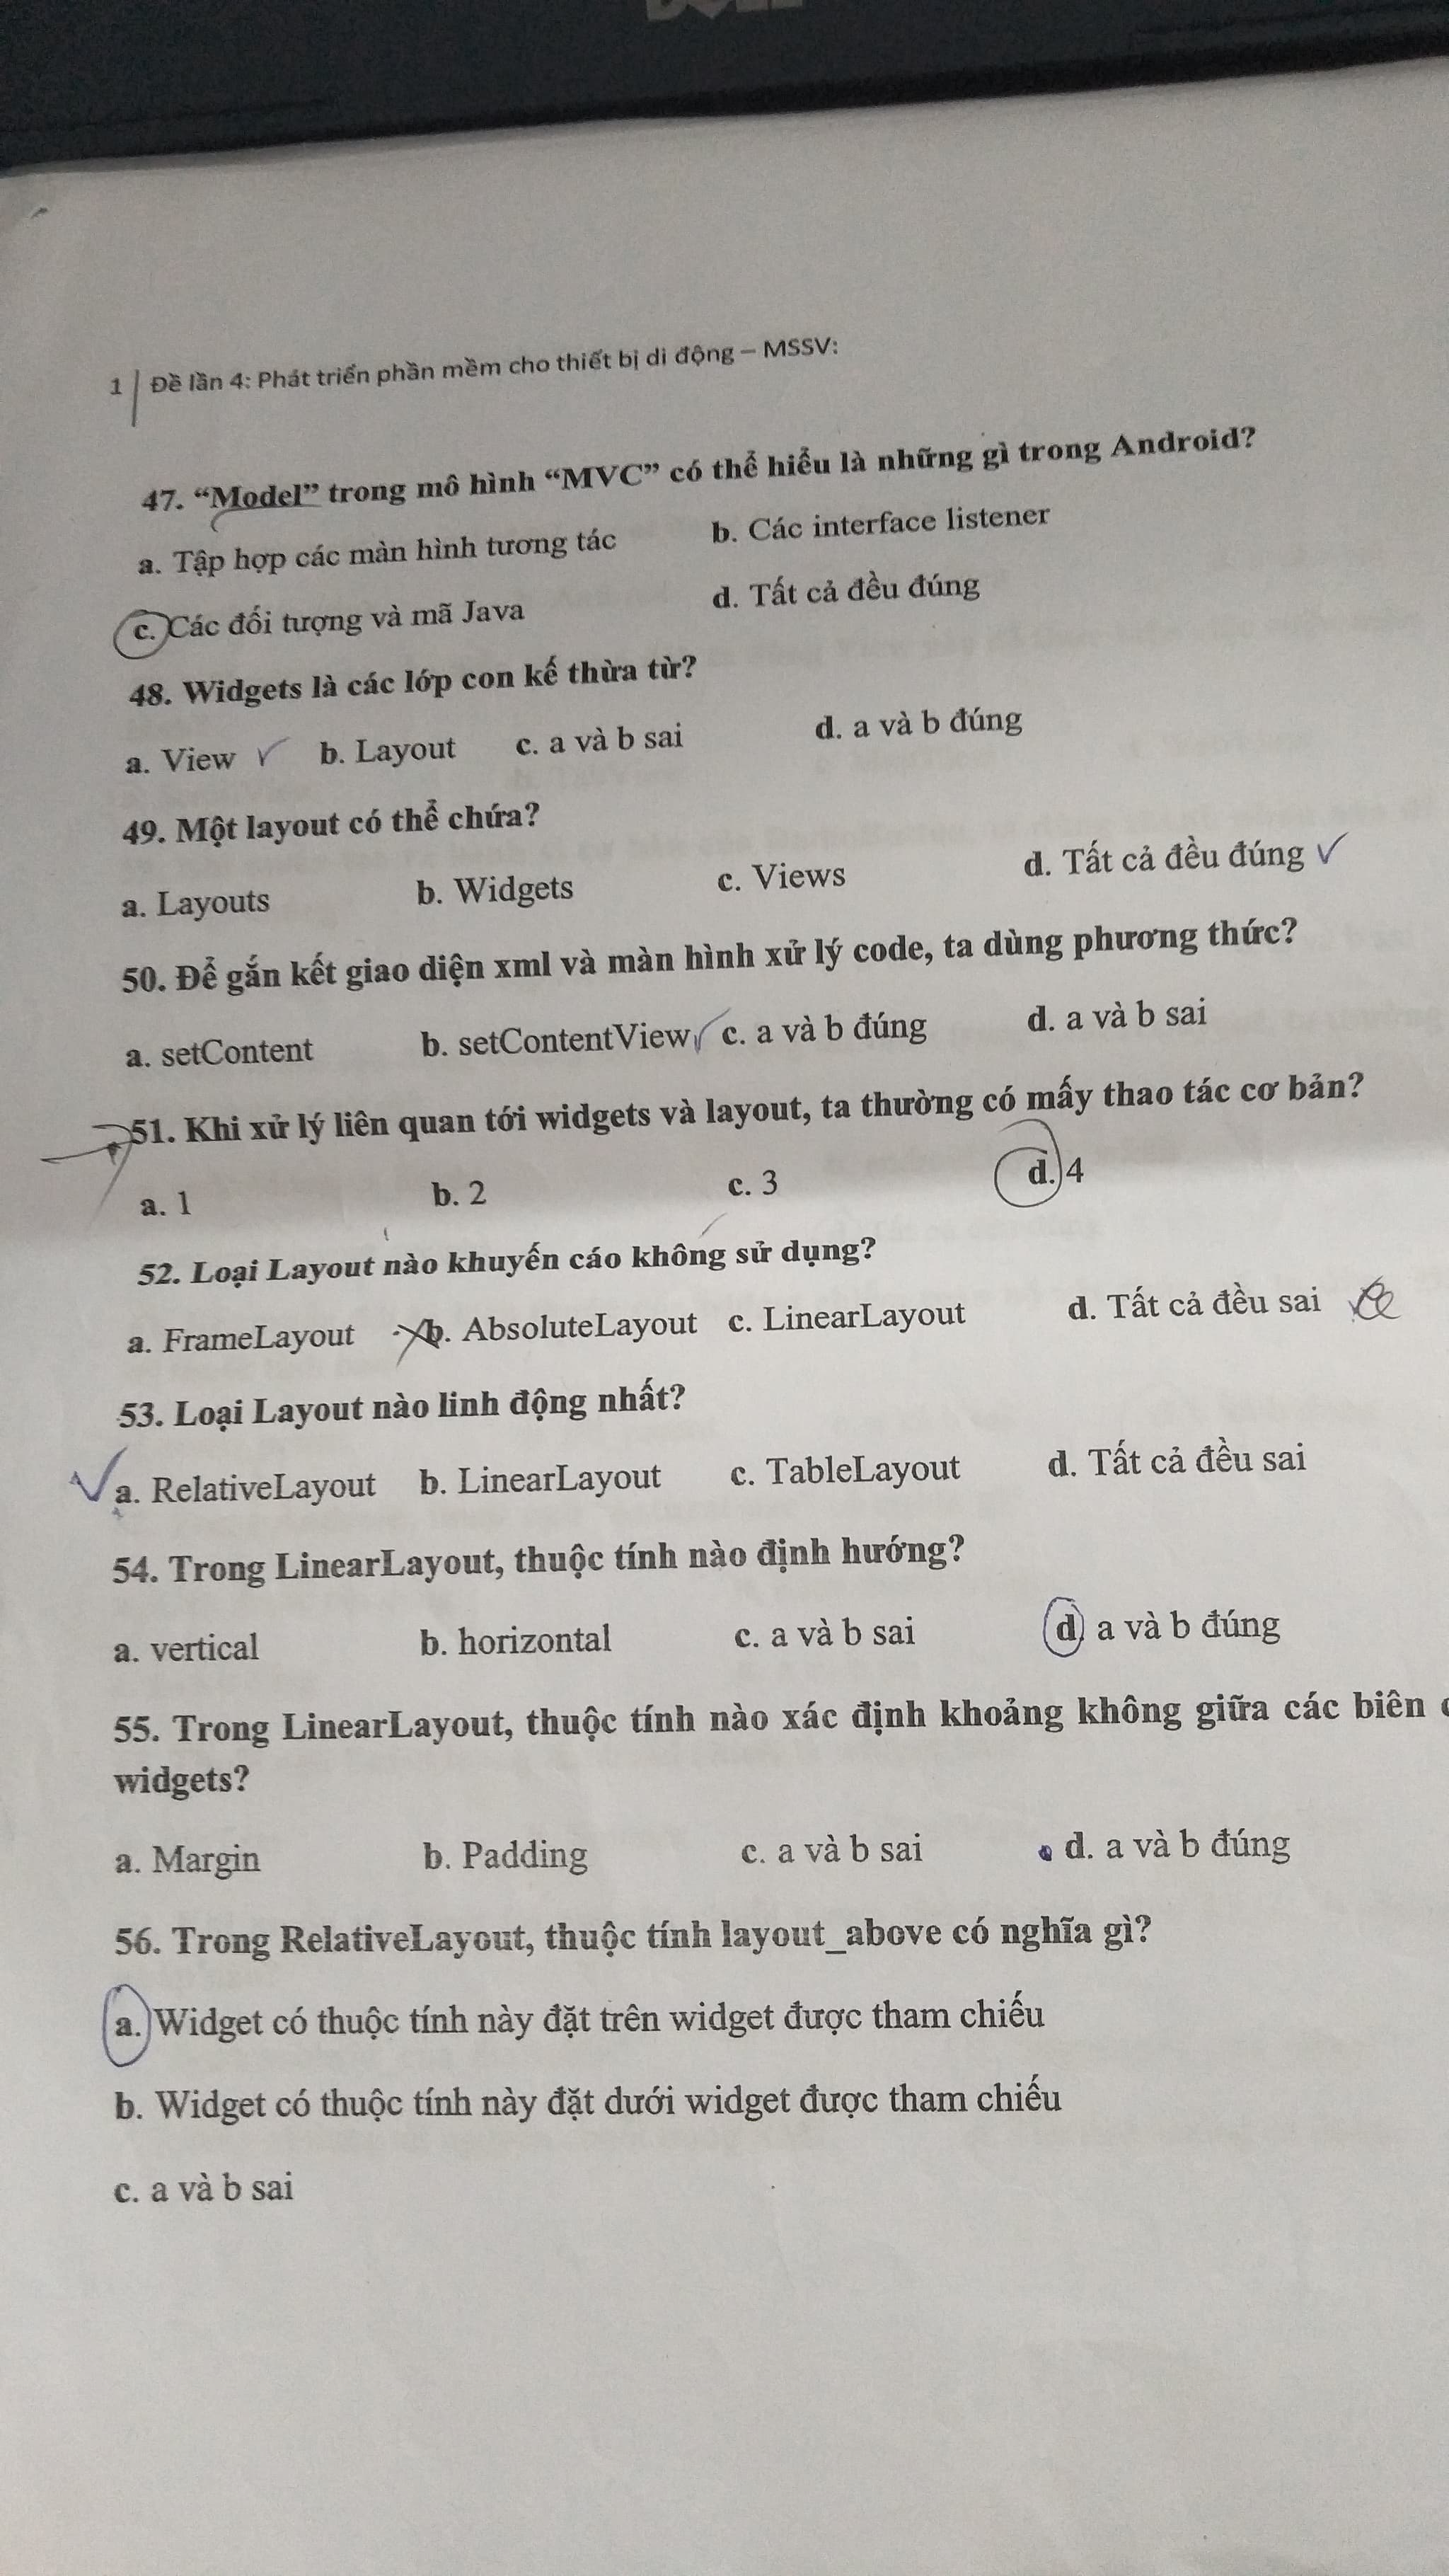 1 | Đề lần 4: Phát triển phần mềm cho thiết bị di động – MSSV:
47. “Model” trong mô hình “MVC” có thể hiểu là những gì trong Android?
a. Tập hợp các màn hình tương tác b. Các interface listener
c. Các đối tượng và mã Java d. Tất cả đều đúng
48. Widgets là các lớp con kế thừa từ?
a. View b. Layout c. a và b sai d. a và b đúng
49. Một layout có thể chứa?
a. Layouts b. Widgets c. Views d. Tất cả đều đúng
50. Để gắn kết giao diện xml và màn hình xử lý code, ta dùng phương thức?
a. setContent b. setContentView c. a và b đúng d. a và b sai
51. Khi xử lý liên quan tới widgets và layout, ta thường có mấy thao tác cơ bản?
a. 1 b. 2 c. 3 d. 4
52. Loại Layout nào khuyến cáo không sử dụng?
a. FrameLayout b. AbsoluteLayout c. LinearLayout d. Tất cả đều sai
53. Loại Layout nào linh động nhất?
a. RelativeLayout b. LinearLayout c. TableLayout d. Tất cả đều sai
54. Trong LinearLayout, thuộc tính nào định hướng?
a. vertical b. horizontal c. a và b sai d. a và b đúng
55. Trong LinearLayout, thuộc tính nào xác định khoảng không giữa các biên
widgets?
a. Margin b. Padding c. a và b sai d. a và b đúng
56. Trong RelativeLayout, thuộc tính layout_above có nghĩa gì?
a. Widget có thuộc tính này đặt trên widget được tham chiếu
b. Widget có thuộc tính này đặt dưới widget được tham chiếu
c. a và b sai